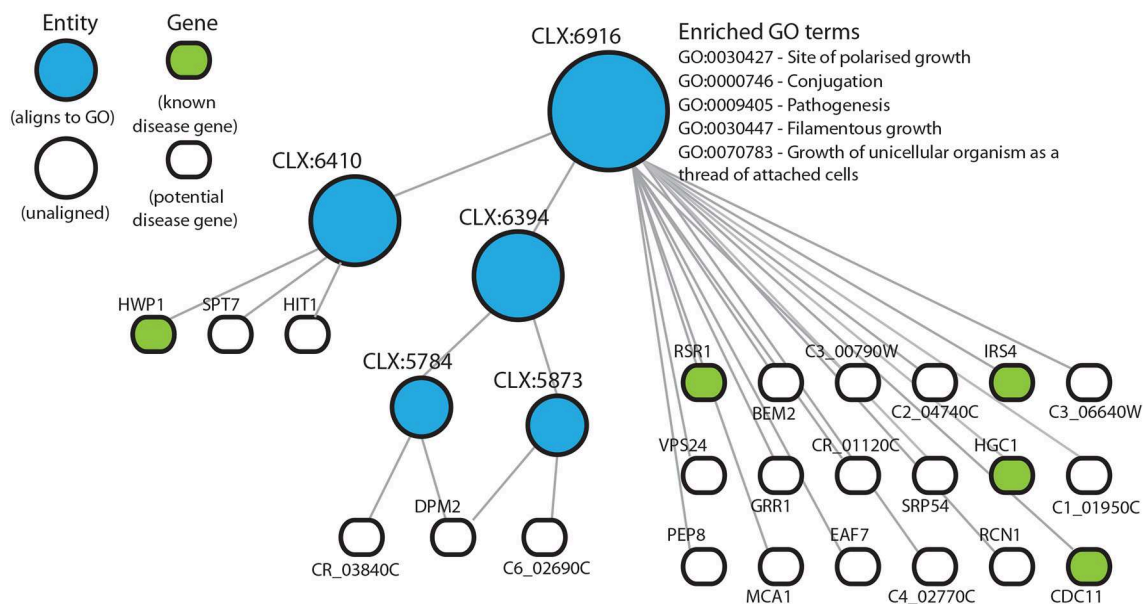 Entity
Gene
(aligns to GO)
(known
disease gene)
(unaligned)
(potential
disease gene)
CLX:6916
Enriched GO terms
GO:0030427 - Site of polarised growth
GO:0000746 - Conjugation
GO:0009405 - Pathogenesis
GO:0030447 - Filamentous growth
GO:0070783 - Growth of unicellular organism as a
thread of attached cells
CLX:6410
CLX:6394
HWP1
SPT7
HIT1
CLX:5784
CLX:5873
DPM2
CR_03840C
C6_02690C
RSR1
C3_00790W
IRS4
BEM2
C2_04740C
C3_06640W
VPS24
CR_01120C
HGC1
GRR1
SRP54
C1_01950C
PEP8
EAF7
RCN1
MCA1
C4_02770C
CDC11